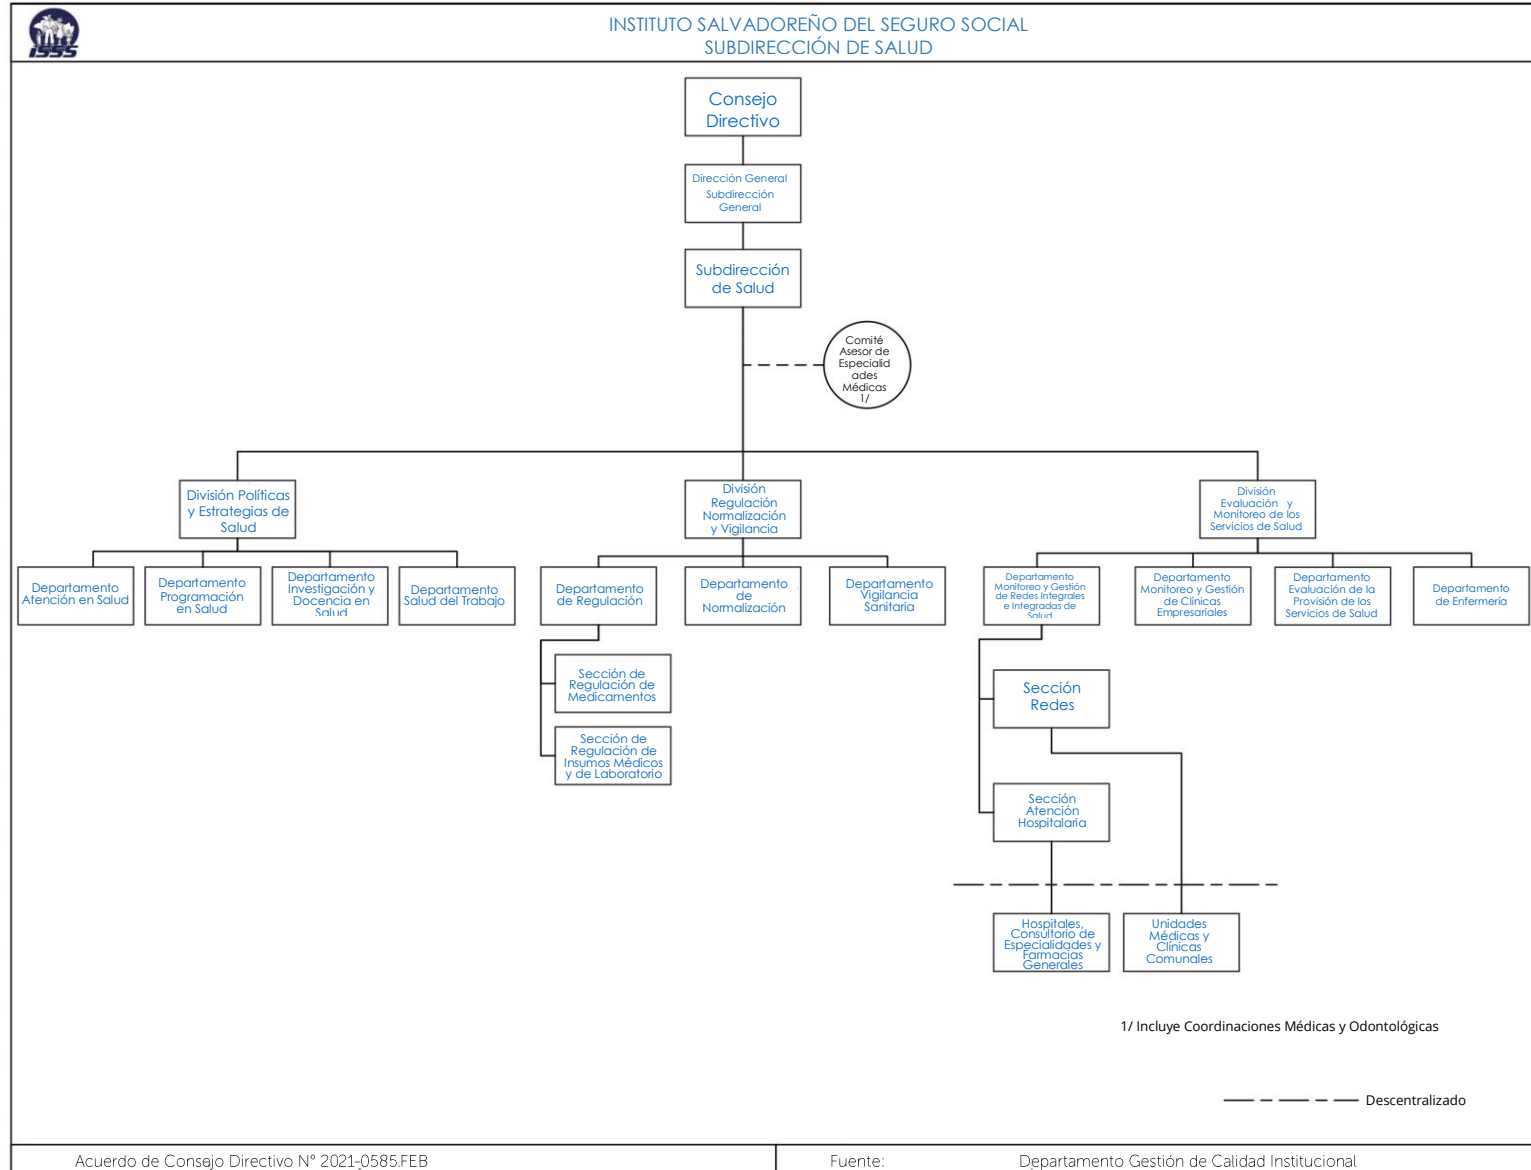 ISSS
INSTITUTO SALVADOREÑO DEL SEGURO SOCIAL
SUBDIRECCIÓN DE SALUD
Consejo
Directivo
Dirección General
Subdirección
General
Subdirección
de Salud
Comité
Asesor de
Especialid
ades
Médicas
1/
División Políticas
y Estrategias de
Salud
División
Regulación
Normalización
y Vigilancia
División
Evaluación y
Monitoreo de los
Servicios de Salud
Departamento
Atención en Salud
Departamento
Programación
en Salud
Departamento
Investigación y
Docencia en
Salud
Departamento
Salud del Trabajo
Departamento
de Regulación
Departamento
de
Normalización
Departamento
Vigilancia
Sanitaria
Departamento
Monitoreo y Gestión
de Redes Integrales
e Integradas de
Salud
Departamento
Monitoreo y Gestión
de Clínicas
Empresariales
Departamento
Evaluación de la
Provisión de los
Servicios de Salud
Departamento
de Enfermería
Sección de
Regulación de
Medicamentos
Sección de
Regulación de
Insumos Médicos
y de Laboratorio
Sección
Redes
Sección
Atención
Hospitalaria
Hospitales,
Consultorio de
Especialidades y
Farmacias
Generales
Unidades
Médicas y
Clínicas
Comunales
1/ Incluye Coordinaciones Médicas y Odontológicas
Descentralizado
Acuerdo de Consejo Directivo N° 2021-0585.FEB
Fuente: Departamento Gestión de Calidad Institucional